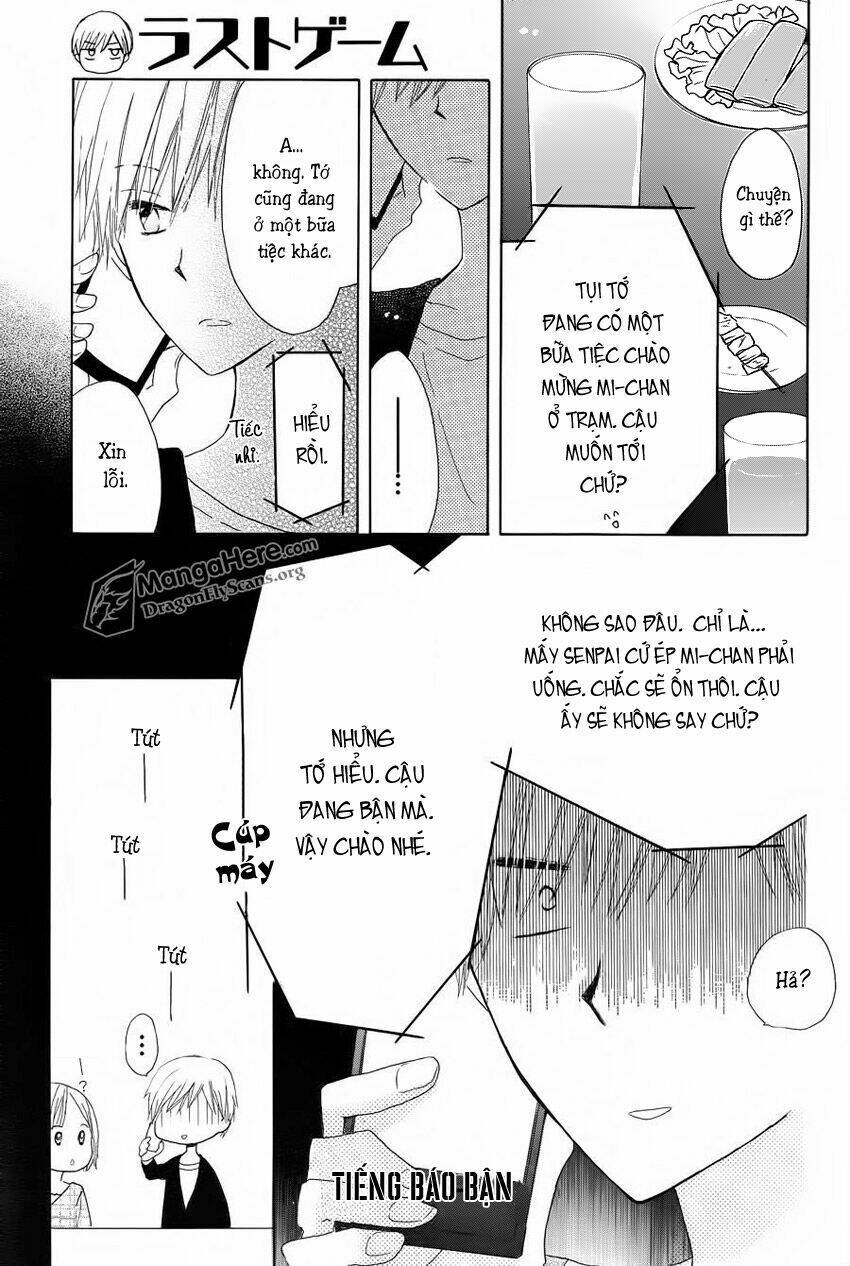 ラストゲーム
Chuyện
gì thế?
TỤI TỚ
ĐANG CÓ MỘT
BỮA TIỆC CHÀO
MỪNG MI-CHAN
Ở TRẠM. CẬU
MUỐN TỚI
CHỨ?
A...
không. Tớ
cũng đang
ở một bữa
tiệc khác.
HIỂU
RỒI.
Tiếc
nhỉ.
Xin
lỗi.
MangaHere.com
DragonFlyScans.org
KHÔNG SAO ĐÂU. CHỈ LÀ...
MẤY SENPAI CỨ ÉP MI-CHAN PHẢI
UỐNG. CHẮC SẼ ỔN THÔI. CẬU
ẤY SẼ KHÔNG SAY CHỨ?
Hả?
NHƯNG
TỚ HIỂU. CẬU
ĐANG BẬN MÀ.
VẬY CHÀO NHÉ.
Cúp
máy
TIẾNG BÁO BẬN
Tút
Tút
Tút
...
?